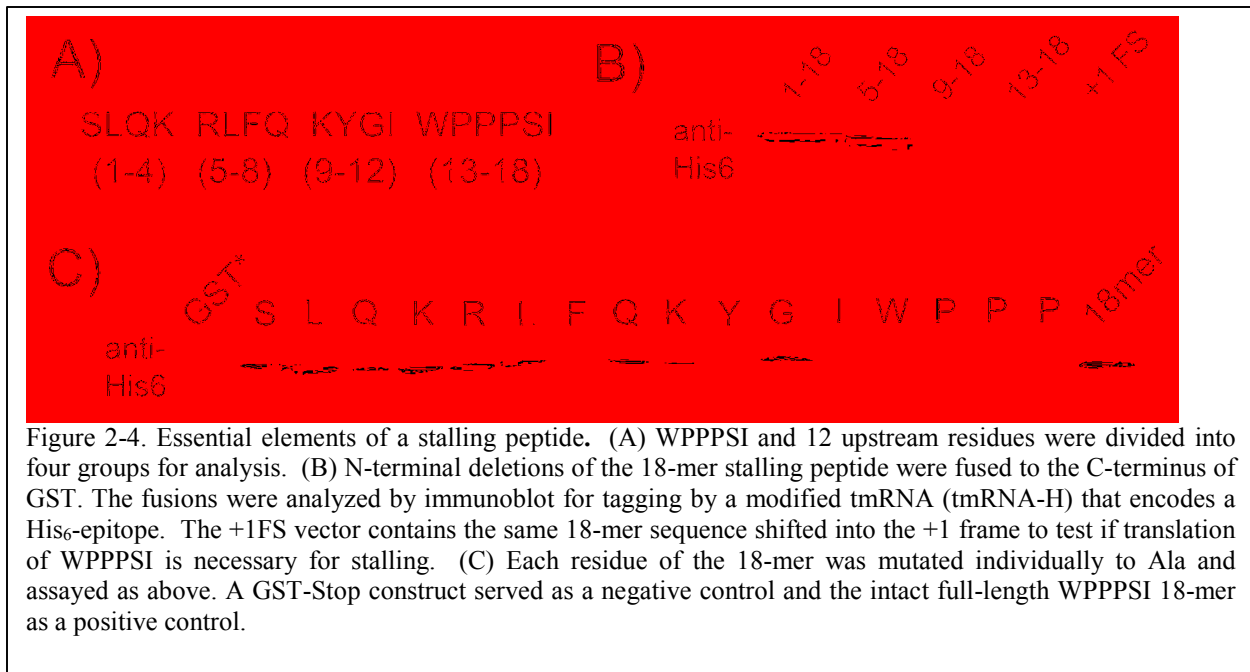 A)
SLQK RLFQ KYGI WPPPSI
(1-4) (5-8) (9-12) (13-18)
B)
1-18 5-18 9-18 13-18 +1 FS
anti-
His6
C)
GST* S L Q K R L F Q K Y G I W P P P 18mer
anti-
His6
Figure 2-4. Essential elements of a stalling peptide. (A) WPPPSI and 12 upstream residues were divided into
four groups for analysis. (B) N-terminal deletions of the 18-mer stalling peptide were fused to the C-terminus of
GST. The fusions were analyzed by immunoblot for tagging by a modified tmRNA (tmRNA-H) that encodes a
His₆-epitope. The +1FS vector contains the same 18-mer sequence shifted into the +1 frame to test if translation
of WPPPSI is necessary for stalling. (C) Each residue of the 18-mer was mutated individually to Ala and
assayed as above. A GST-Stop construct served as a negative control and the intact full-length WPPPSI 18-mer
as a positive control.